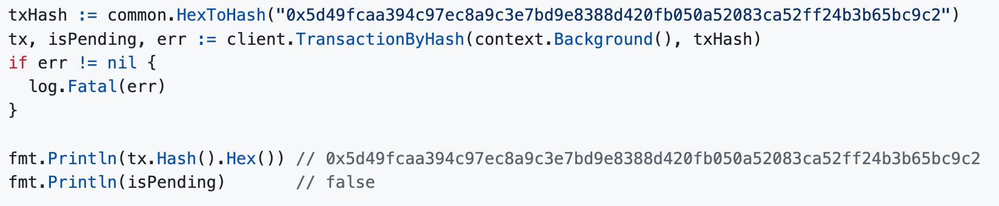 txHash := common.HexToHash("0x5d49fcaa394c97ec8a9c3e7bd9e8388d420fb050a52083ca52ff24b3b65bc9c2")
tx, isPending, err := client.TransactionByHash(context.Background(), txHash)
if err != nil {
  log.Fatal(err)
}

fmt.Println(tx.Hash().Hex()) // 0x5d49fcaa394c97ec8a9c3e7bd9e8388d420fb050a52083ca52ff24b3b65bc9c2
fmt.Println(isPending)       // false